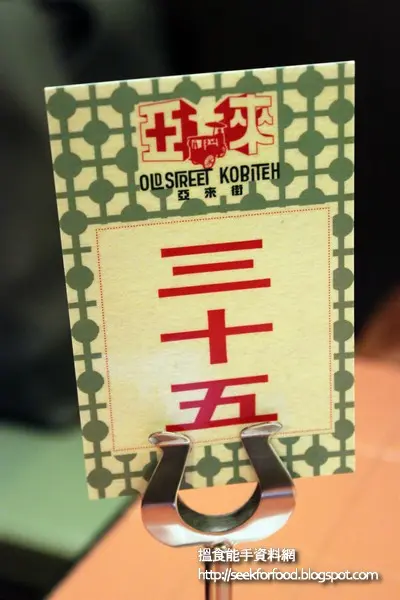 亞來
OLD STREET KOBITEH
亞來街
三
十
五
搵食能手資料網
http://seekforfood.blogspot.com